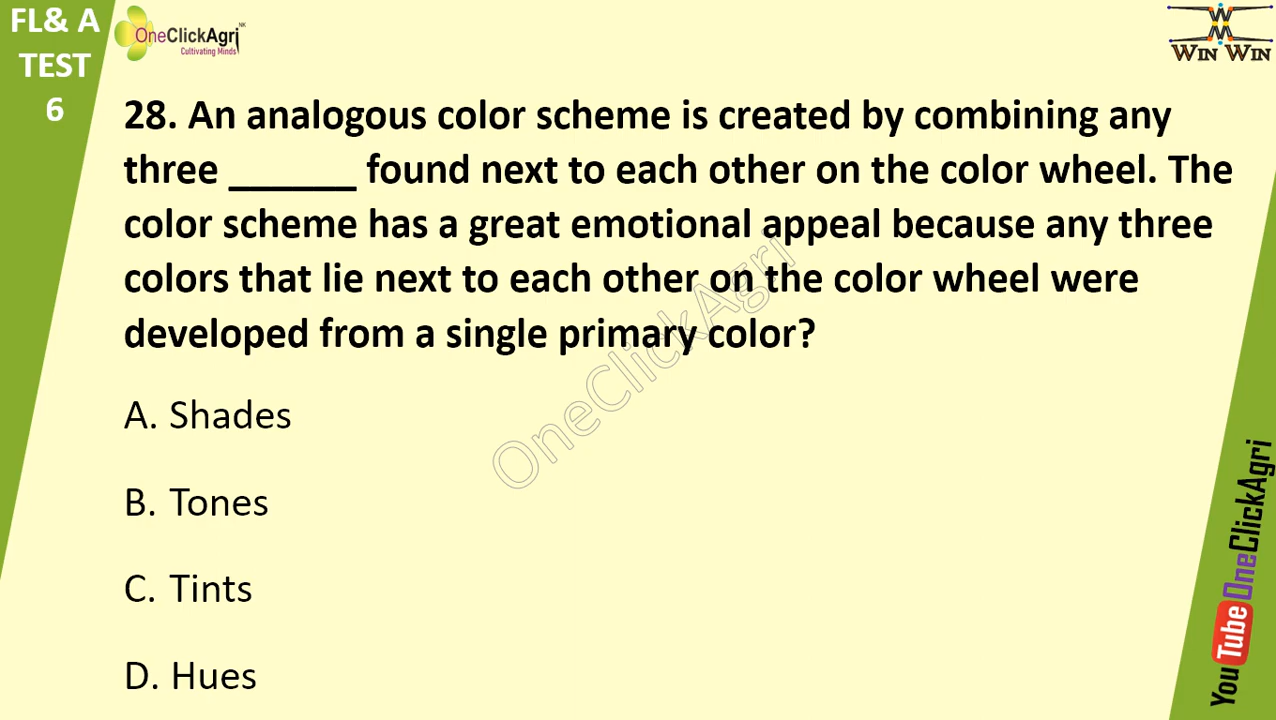 FL& A
TEST
6
OneClickAgri NK
Cultivating Minds
WIN WIN
28. An analogous color scheme is created by combining any
three ______ found next to each other on the color wheel. The
color scheme has a great emotional appeal because any three
colors that lie next to each other on the color wheel were
developed from a single primary color?
A. Shades
B. Tones
C. Tints
D. Hues
OneClickAgri
YouTube OneClickAgri